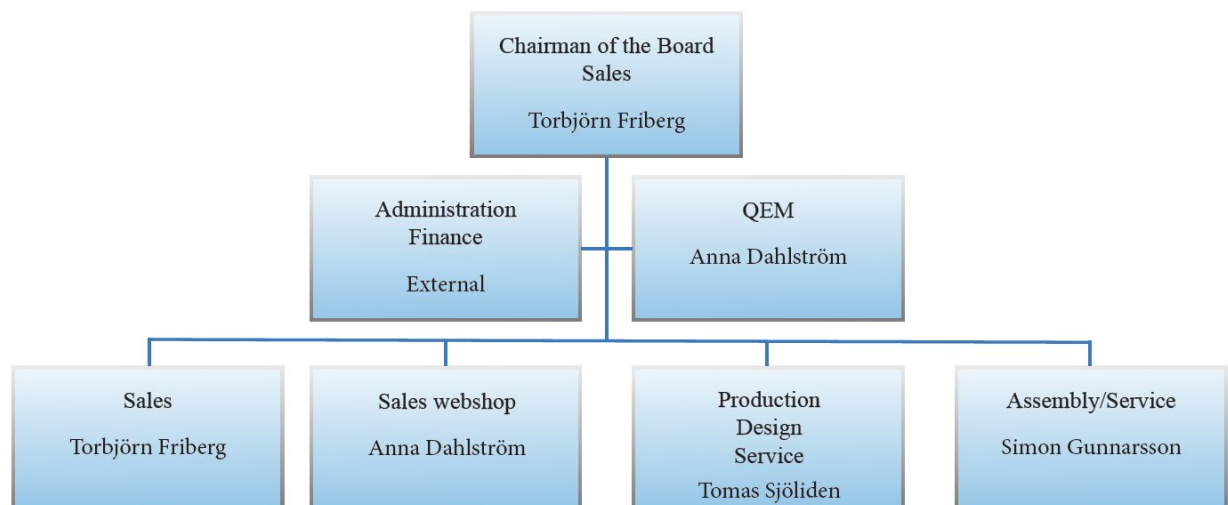 Chairman of the Board
Sales
Torbjörn Friberg
Administration
Finance
External
QEM
Anna Dahlström
Sales
Torbjörn Friberg
Sales webshop
Anna Dahlström
Production
Design
Service
Tomas Sjöliden
Assembly/Service
Simon Gunnarsson